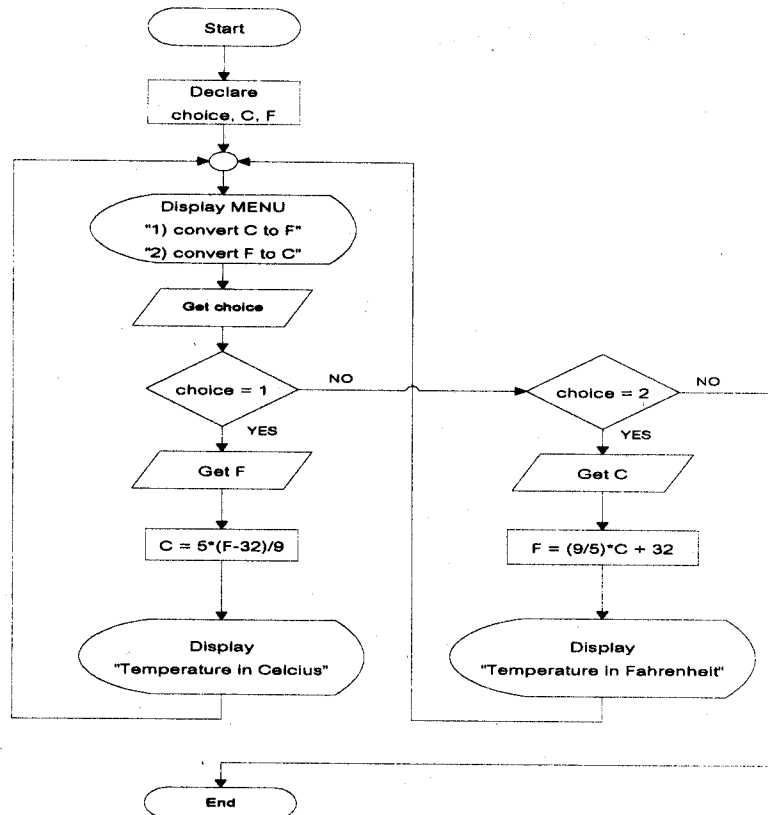 Start
Declare
choice, C, F
Display MENU
"1) convert C to F"
"2) convert F to C"
Get choice
choice = 1
NO
YES
choice = 2
NO
YES
Get F
Get C
C = 5*(F-32)/9
F = (9/5)*C + 32
Display
"Temperature in Celcius"
Display
"Temperature in Fahrenheit"
End